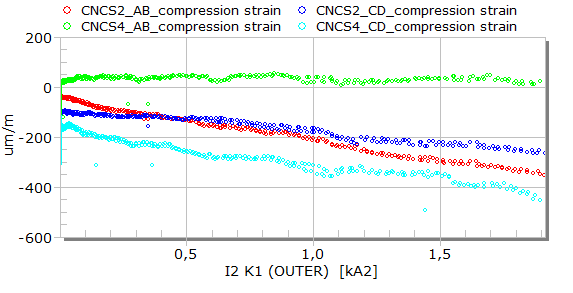 CNCS2_AB_compression strain CNCS2_CD_compression strain
CNCS4_AB_compression strain CNCS4_CD_compression strain
200
0
-200
-400
-600
um/m
0,5 1,0 1,5
I2 K1 (OUTER) [kA2]